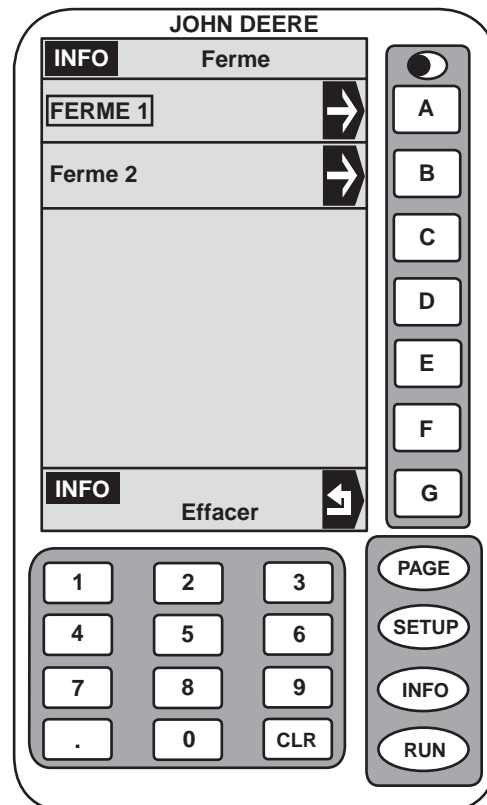 JOHN DEERE
INFO Ferme
FERME 1
Ferme 2
INFO
Effacer
A
B
C
D
E
F
G
1 2 3
4 5 6
7 8 9
. 0 CLR
PAGE
SETUP
INFO
RUN